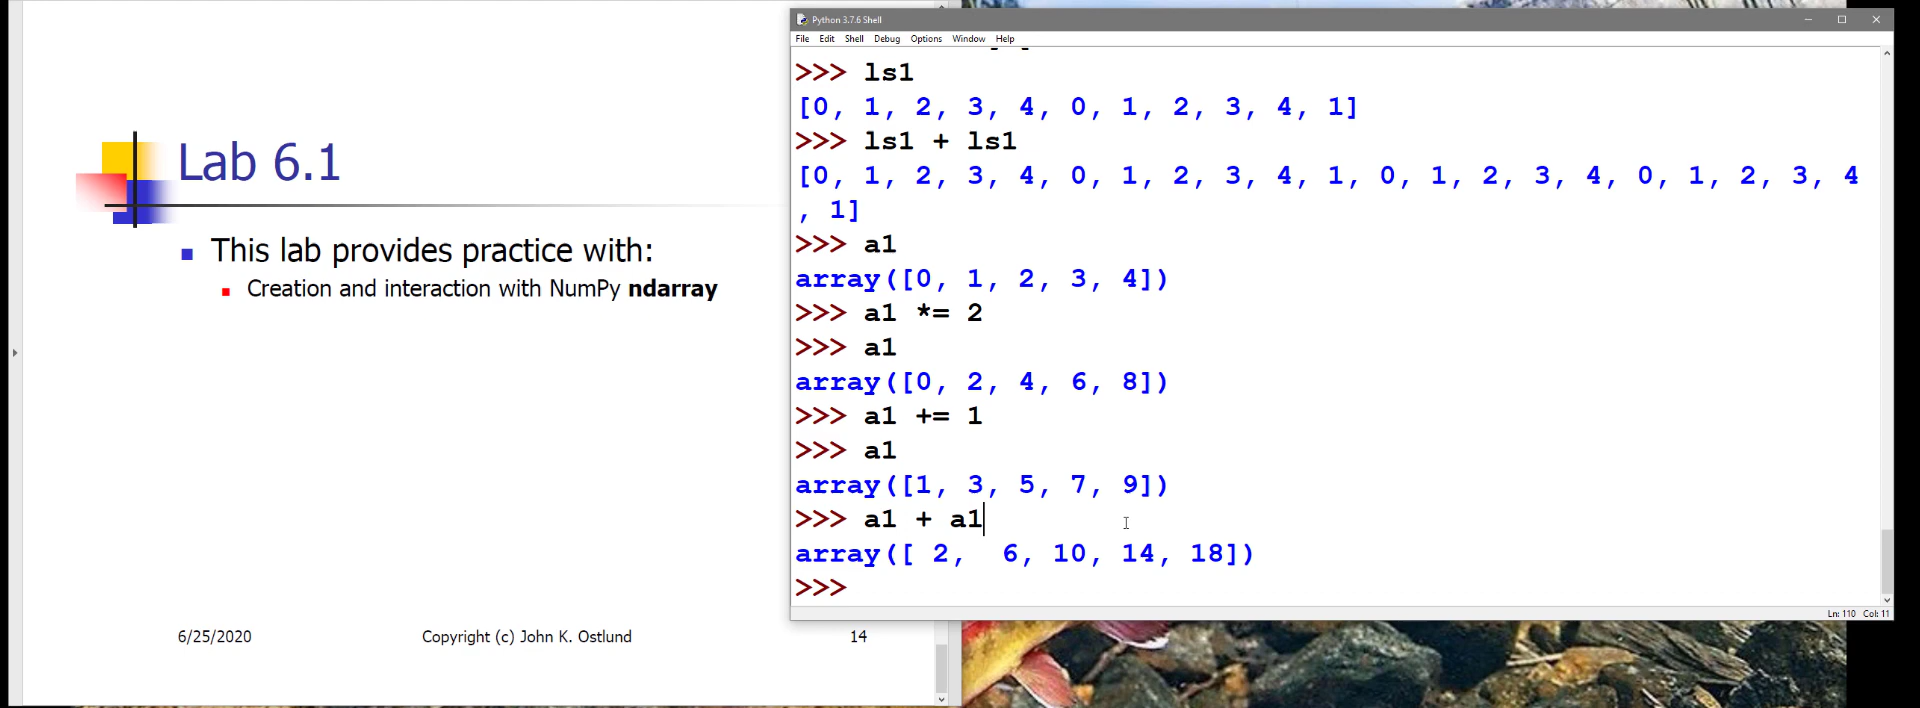 Lab 6.1
This lab provides practice with:
Creation and interaction with NumPy ndarray
6/25/2020
Copyright (c) John K. Ostlund
14
Python 3.7.6 Shell
File Edit Shell Debug Options Window Help
>>> ls1
[0, 1, 2, 3, 4, 0, 1, 2, 3, 4, 1]
>>> ls1 + ls1
[0, 1, 2, 3, 4, 0, 1, 2, 3, 4, 1, 0, 1, 2, 3, 4, 0, 1, 2, 3, 4
, 1]
>>> a1
array([0, 1, 2, 3, 4])
>>> a1 *= 2
>>> a1
array([0, 2, 4, 6, 8])
>>> a1 += 1
>>> a1
array([1, 3, 5, 7, 9])
>>> a1 + a1
array([ 2,  6, 10, 14, 18])
>>>
Ln: 110 Col: 11